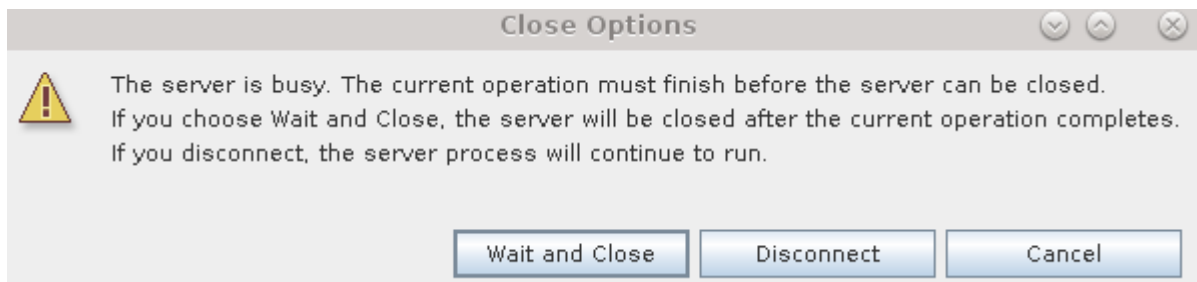 Close Options
The server is busy. The current operation must finish before the server can be closed.
If you choose Wait and Close, the server will be closed after the current operation completes.
If you disconnect, the server process will continue to run.
Wait and Close
Disconnect
Cancel